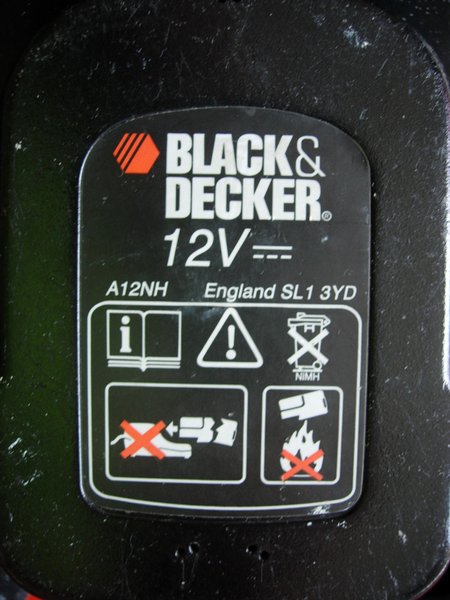 BLACK&
DECKER®
12V
A12NH England SL1 3YD
i
NiMH